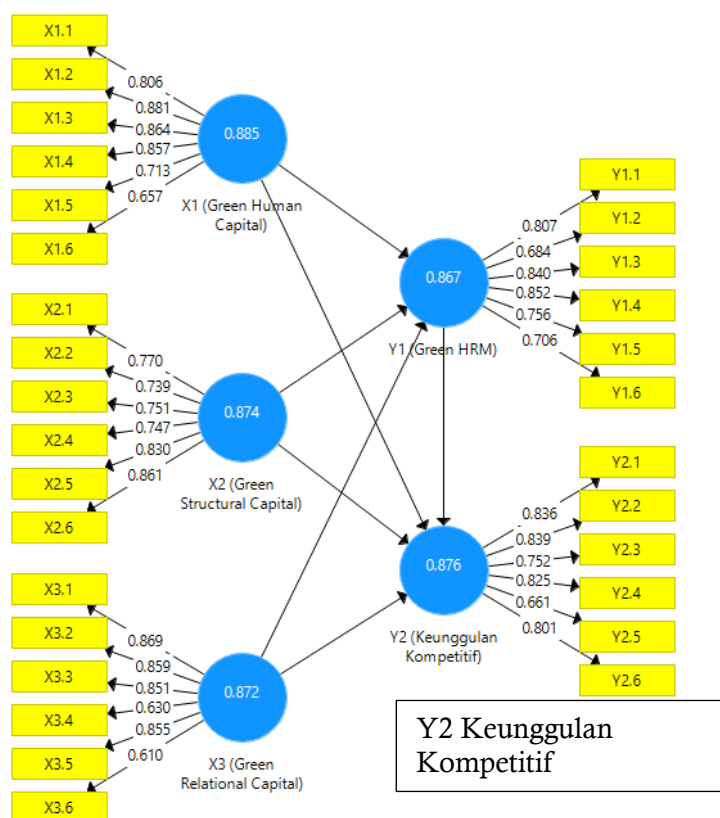 X1.1
X1.2
X1.3
X1.4
X1.5
X1.6
0.806
0.881
0.864
0.857
0.713
0.657
0.885
X1 (Green Human
Capital)
X2.1
X2.2
X2.3
X2.4
X2.5
X2.6
0.770
0.739
0.751
0.747
0.830
0.861
0.874
X2 (Green
Structural Capital)
X3.1
X3.2
X3.3
X3.4
X3.5
X3.6
0.869
0.859
0.851
0.630
0.855
0.610
0.872
X3 (Green
Relational Capital)
0.867
Y1 (Green HRM)
0.807
0.684
0.840
0.852
0.756
0.706
Y1.1
Y1.2
Y1.3
Y1.4
Y1.5
Y1.6
0.876
Y2 (Keunggulan
Kompetitif)
0.836
0.839
0.752
0.825
0.661
0.801
Y2.1
Y2.2
Y2.3
Y2.4
Y2.5
Y2.6
Y2 Keunggulan
Kompetitif